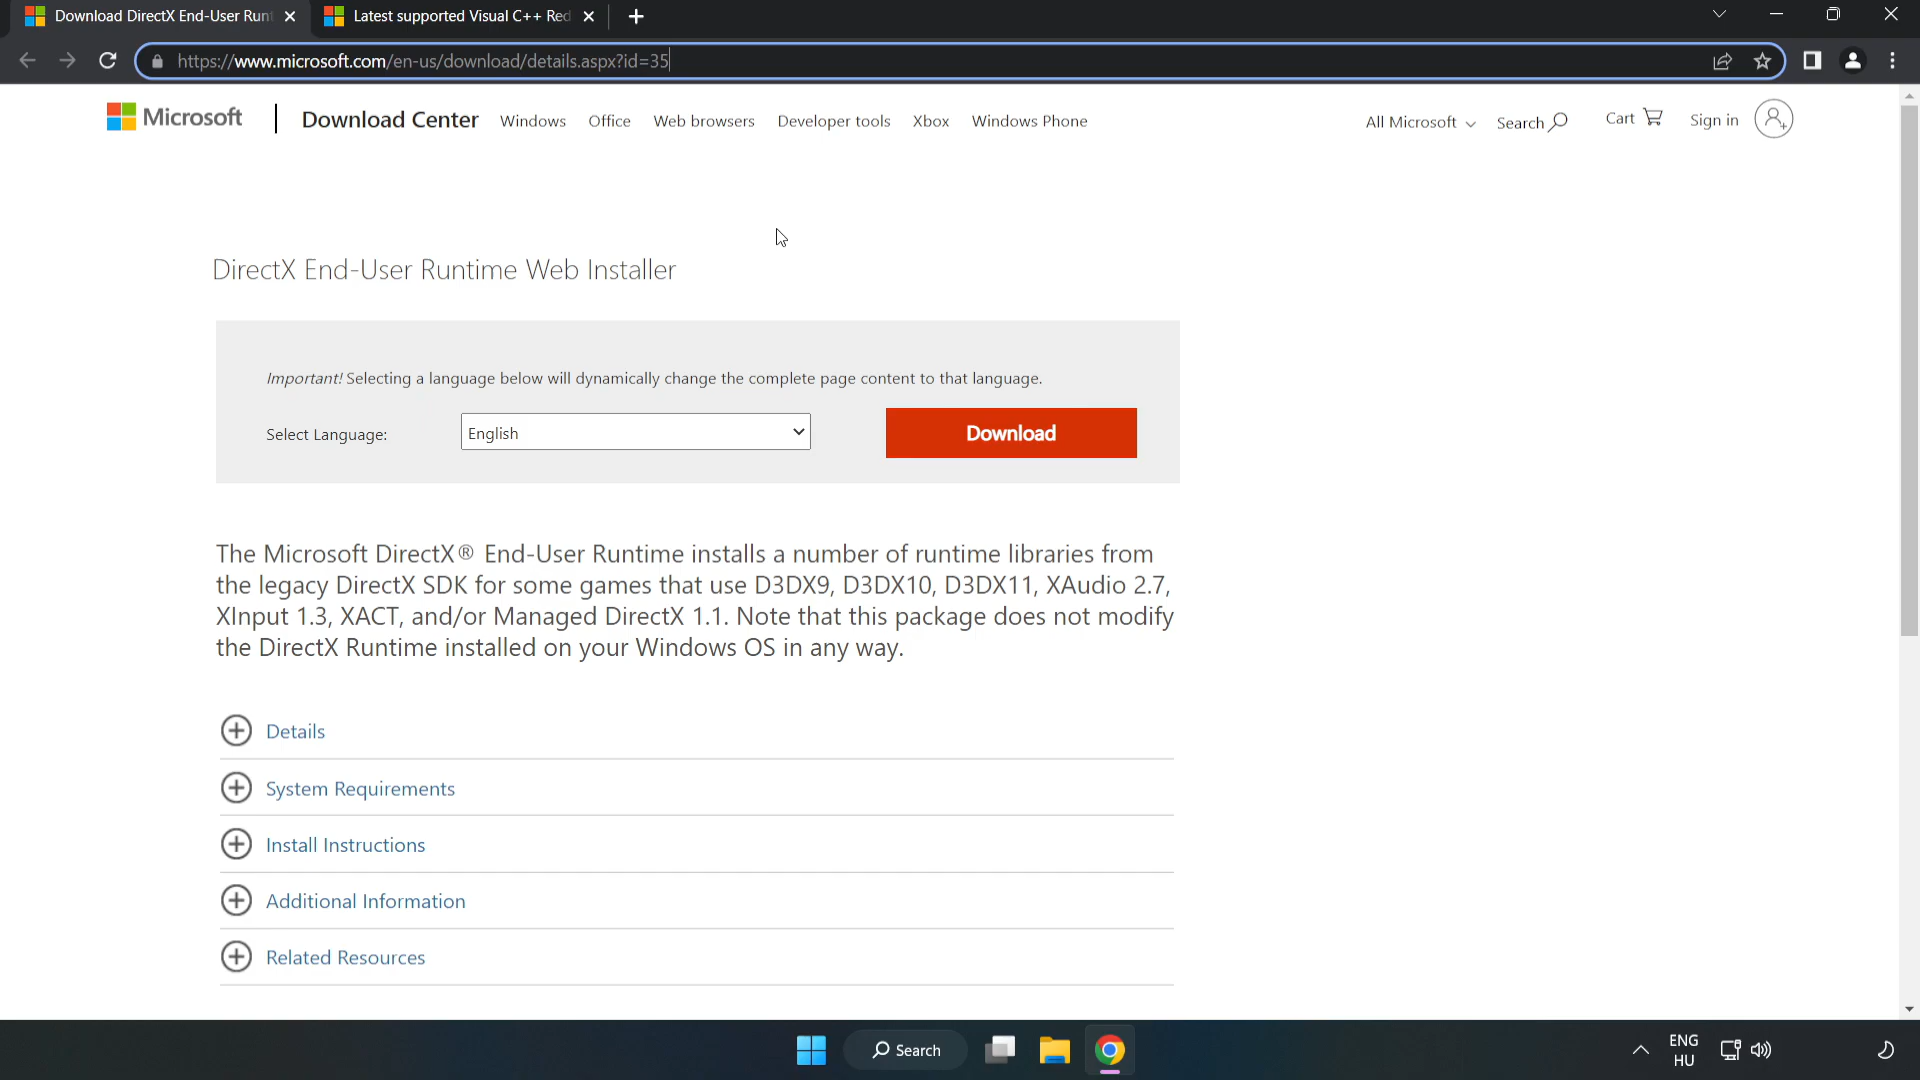 Download DirectX End-User Runt
Latest supported Visual C++ Red
https://www.microsoft.com/en-us/download/details.aspx?id=35
Microsoft
Download Center
Windows
Office
Web browsers
Developer tools
Xbox
Windows Phone
All Microsoft
Search
Cart
Sign in
DirectX End-User Runtime Web Installer
Important! Selecting a language below will dynamically change the complete page content to that language.
Select Language:
English
Download
The Microsoft DirectX® End-User Runtime installs a number of runtime libraries from
the legacy DirectX SDK for some games that use D3DX9, D3DX10, D3DX11, XAudio 2.7,
XInput 1.3, XACT, and/or Managed DirectX 1.1. Note that this package does not modify
the DirectX Runtime installed on your Windows OS in any way.
Details
System Requirements
Install Instructions
Additional Information
Related Resources
Search
ENG
HU